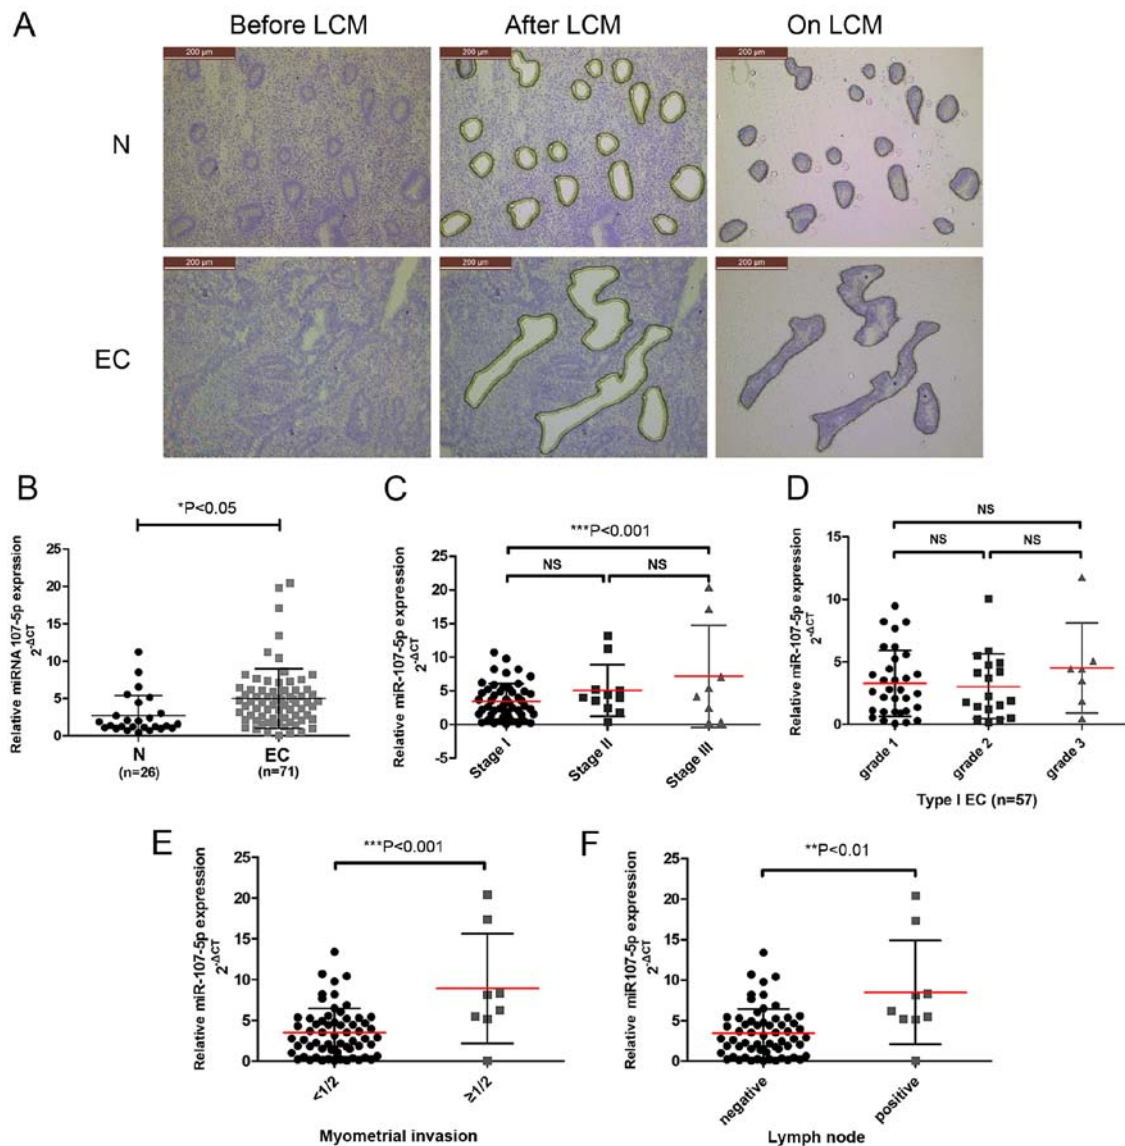 A
Before LCM
After LCM
On LCM
200 µm
200 µm
200 µm
N
200 µm
200 µm
200 µm
EC
B
*P<0.05
Relative miRNA 107-5p expression
2-ΔCT
25
20
15
10
5
0
N
(n=26)
EC
(n=71)
C
***P<0.001
NS
NS
Relative miR-107-5p expression
2-ΔCT
25
20
15
10
5
0
-5
Stage I
Stage II
Stage III
D
NS
NS
NS
Relative miR-107-5p expression
2-ΔCT
15
10
5
0
grade 1
grade 2
grade 3
Type I EC (n=57)
E
***P<0.001
Relative miR-107-5p expression
2-ΔCT
25
20
15
10
5
0
<1/2
≥1/2
Myometrial invasion
F
**P<0.01
Relative miR107-5p expression
2-ΔCT
25
20
15
10
5
0
negative
positive
Lymph node